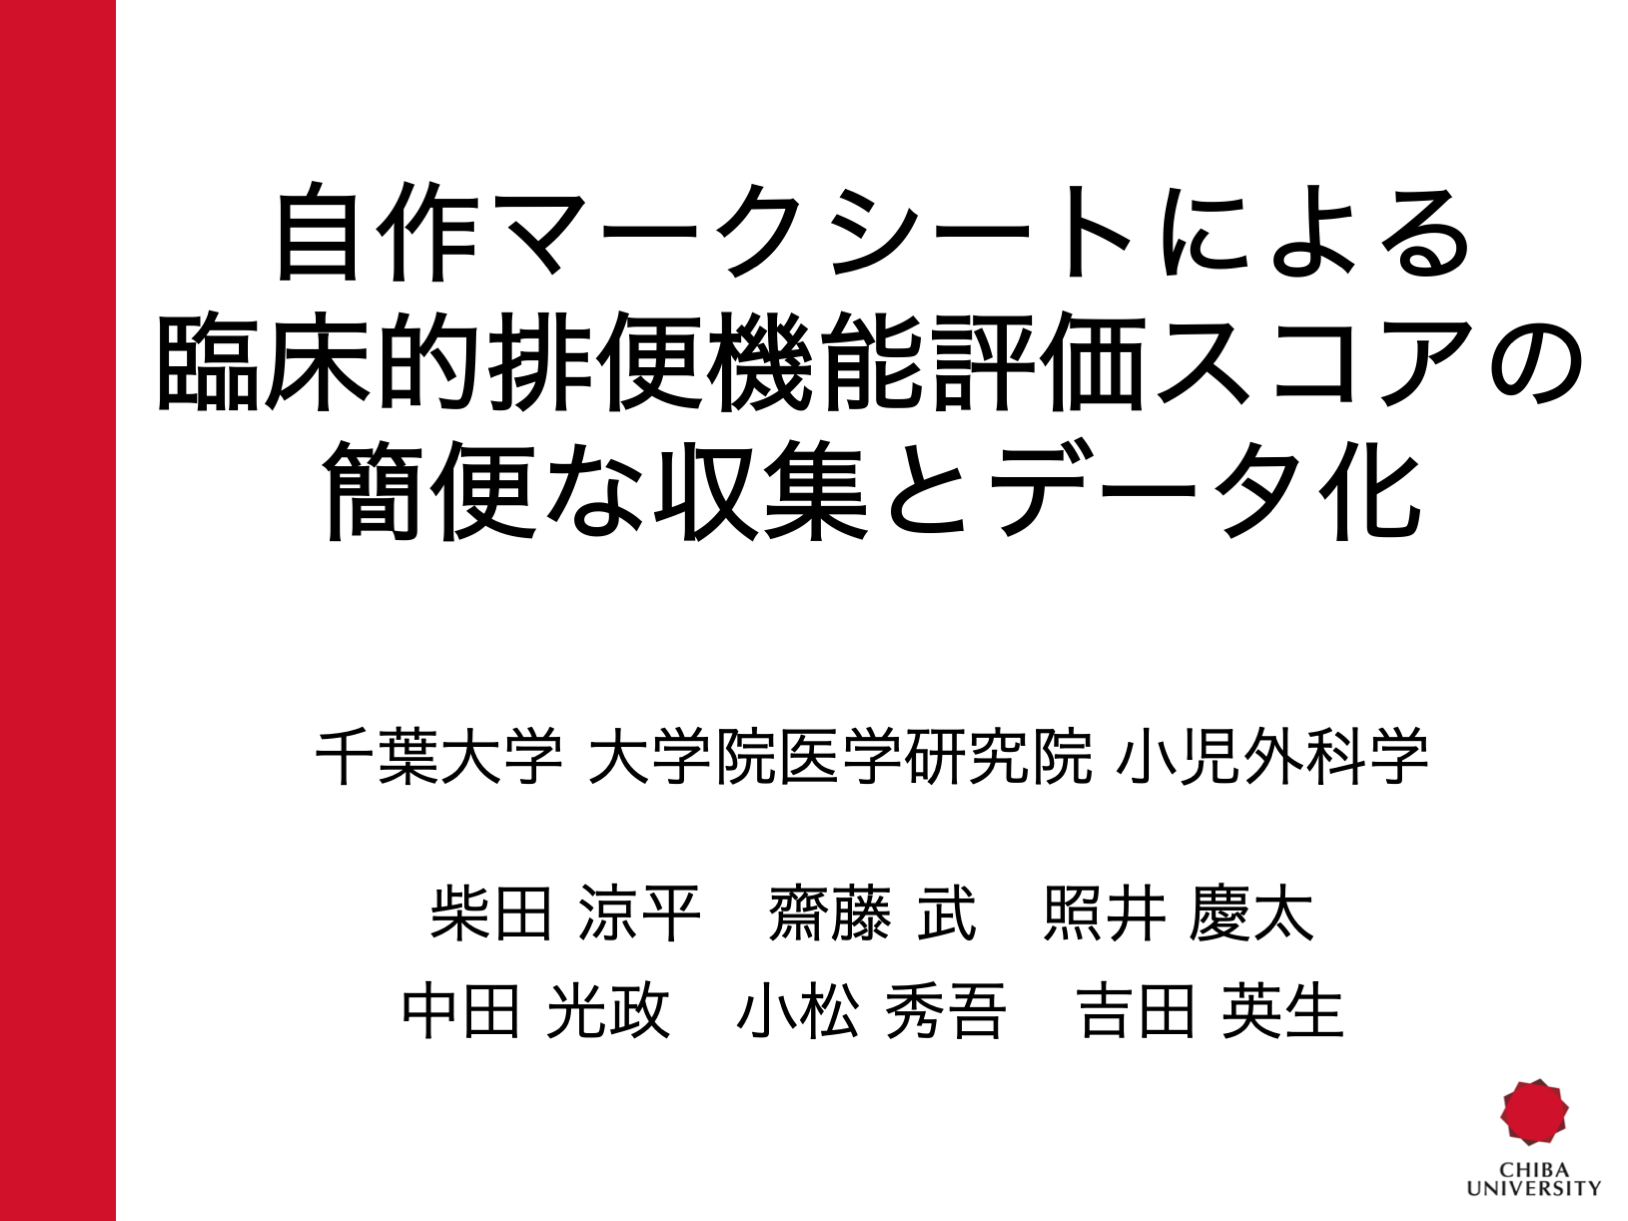 自作マークシートによる
臨床的排便機能評価スコアの
簡便な収集とデータ化
千葉大学 大学院医学研究院 小児外科学
柴田 涼平　齋藤 武　照井 慶太
中田 光政　小松 秀吾　吉田 英生
CHIBA
UNIVERSITY